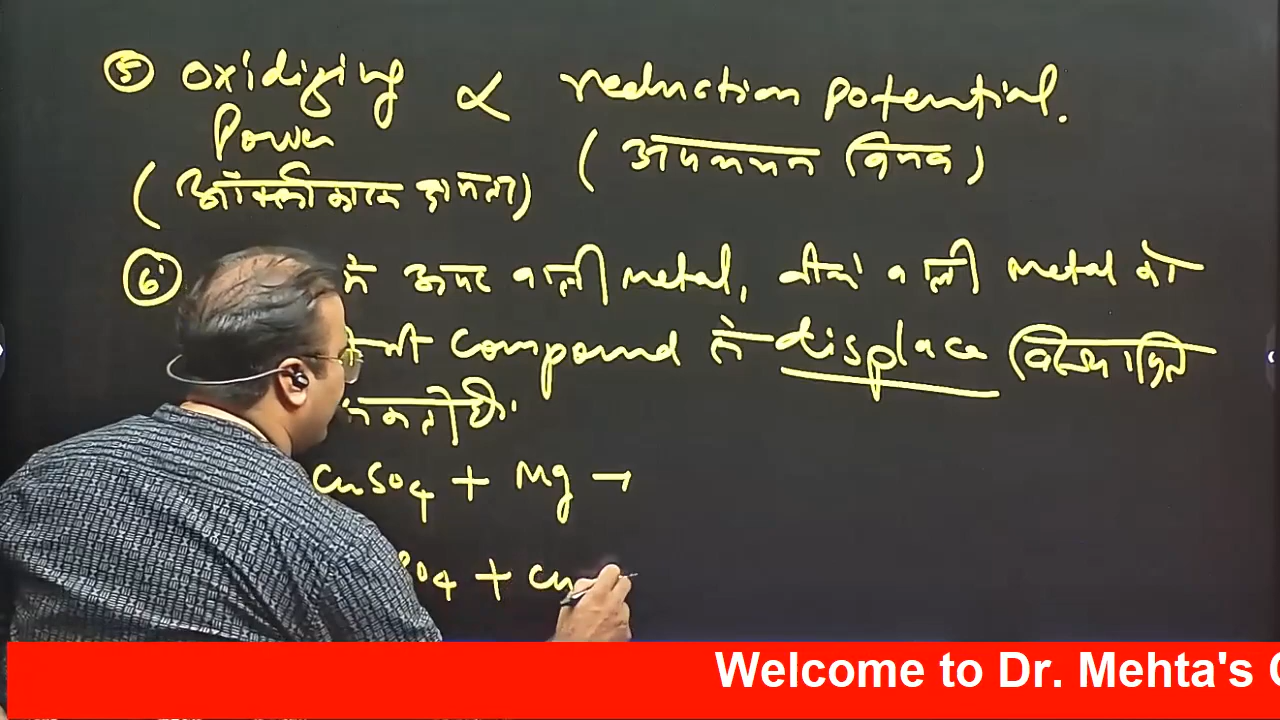 ⑤ oxidizing ∝ reduction potential.
Power
(अपचयन विभव)
(ऑक्सीकारक क्षमता)
⑥ में ऊपर वाली metal, नीचे वाली metal को
compound से displace (विस्थापित
CuSO4 + Mg →
SO4 + Cu
Welcome to Dr. Mehta's